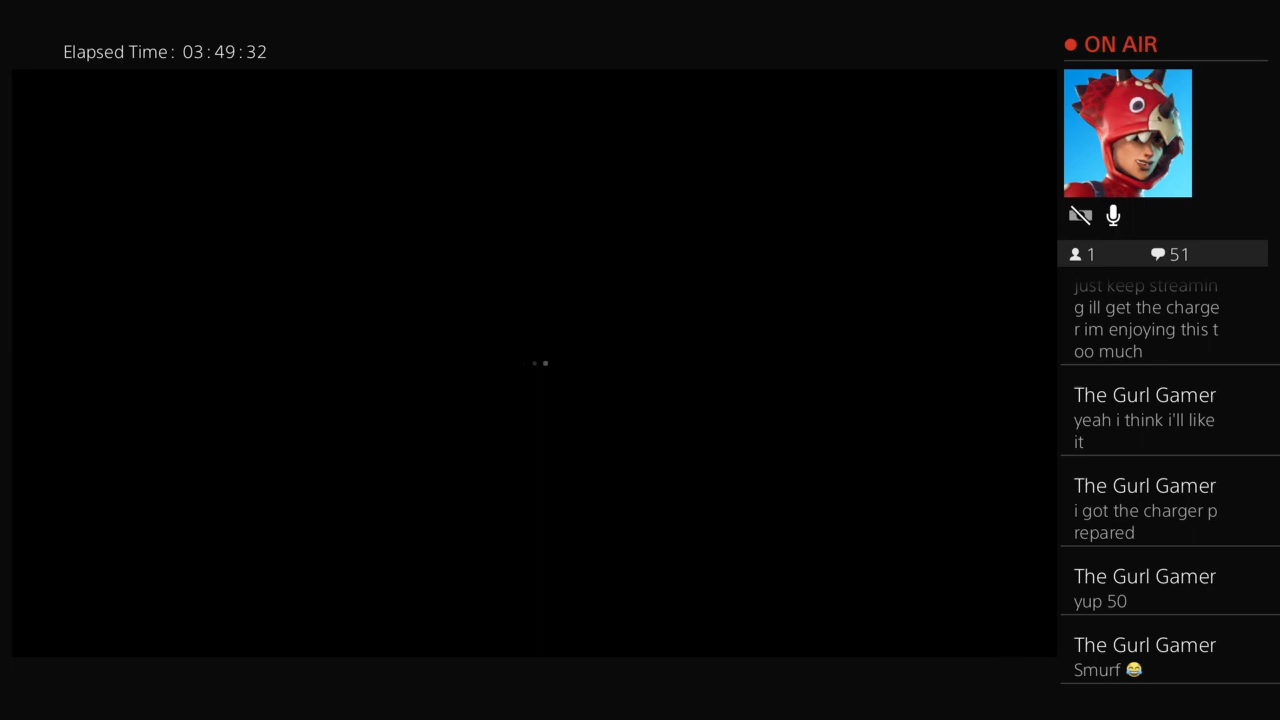 Elapsed Time: 03:49:32
ON AIR
1 51
just keep streamin
g ill get the charge
r im enjoying this t
oo much
The Gurl Gamer
yeah i think i'll like
it
The Gurl Gamer
i got the charger p
repared
The Gurl Gamer
yup 50
The Gurl Gamer
Smurf 😂